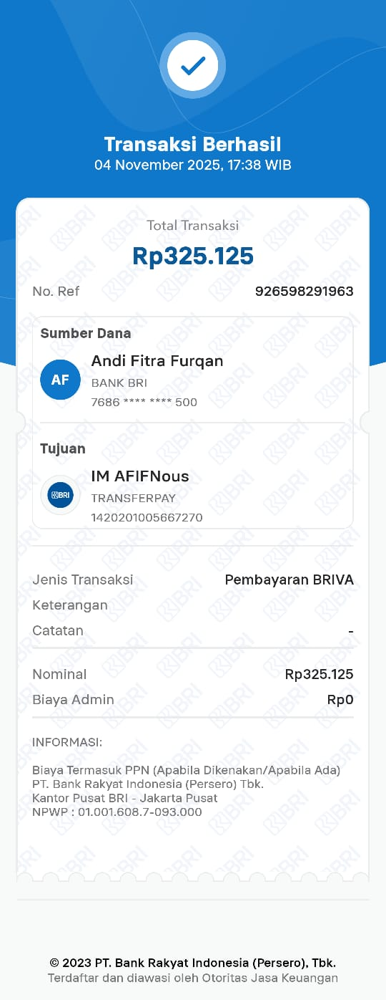 Transaksi Berhasil
04 November 2025, 17:38 WIB
Total Transaksi
Rp325.125
No. Ref 926598291963
Sumber Dana
AF
Andi Fitra Furqan
BANK BRI
7686 **** **** 500
Tujuan
BRI
IM AFIFNous
TRANSFERPAY
1420201005667270
Jenis Transaksi Pembayaran BRIVA
Keterangan
Catatan -
Nominal Rp325.125
Biaya Admin Rp0
INFORMASI:
Biaya Termasuk PPN (Apabila Dikenakan/Apabila Ada)
PT. Bank Rakyat Indonesia (Persero) Tbk.
Kantor Pusat BRI - Jakarta Pusat
NPWP : 01.001.608.7-093.000
© 2023 PT. Bank Rakyat Indonesia (Persero), Tbk.
Terdaftar dan diawasi oleh Otoritas Jasa Keuangan